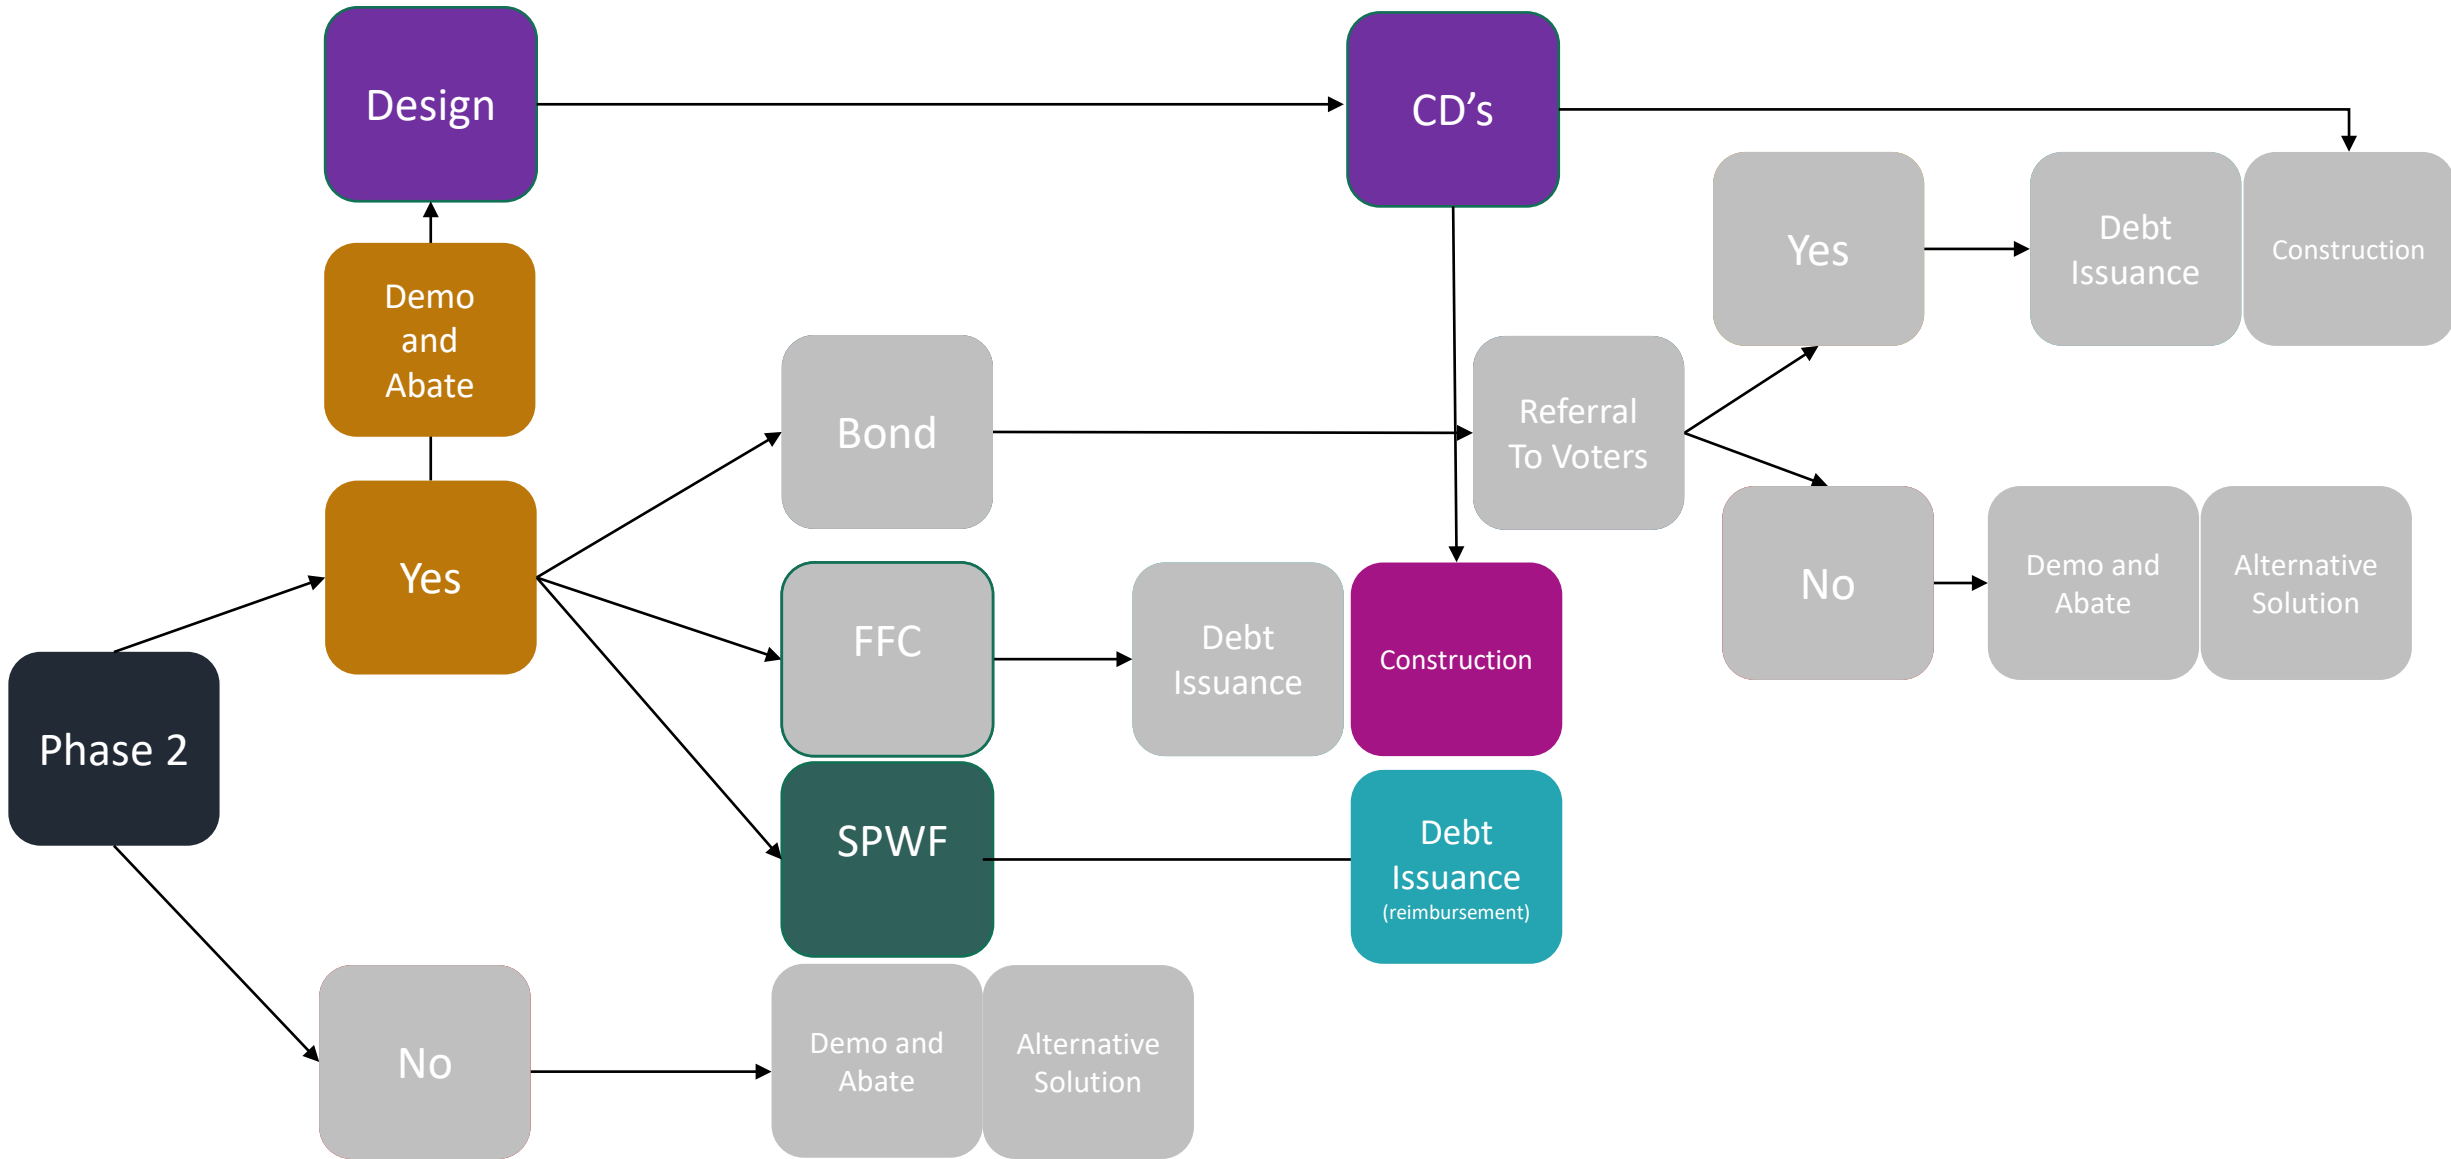 Design
CD’s
Demo
and
Abate
Yes
Debt
Issuance
Construction
Bond
Referral
To Voters
Yes
FFC
Debt
Issuance
Construction
No
Demo and
Abate
Alternative
Solution
Phase 2
SPWF
Debt
Issuance
(reimbursement)
No
Demo and
Abate
Alternative
Solution